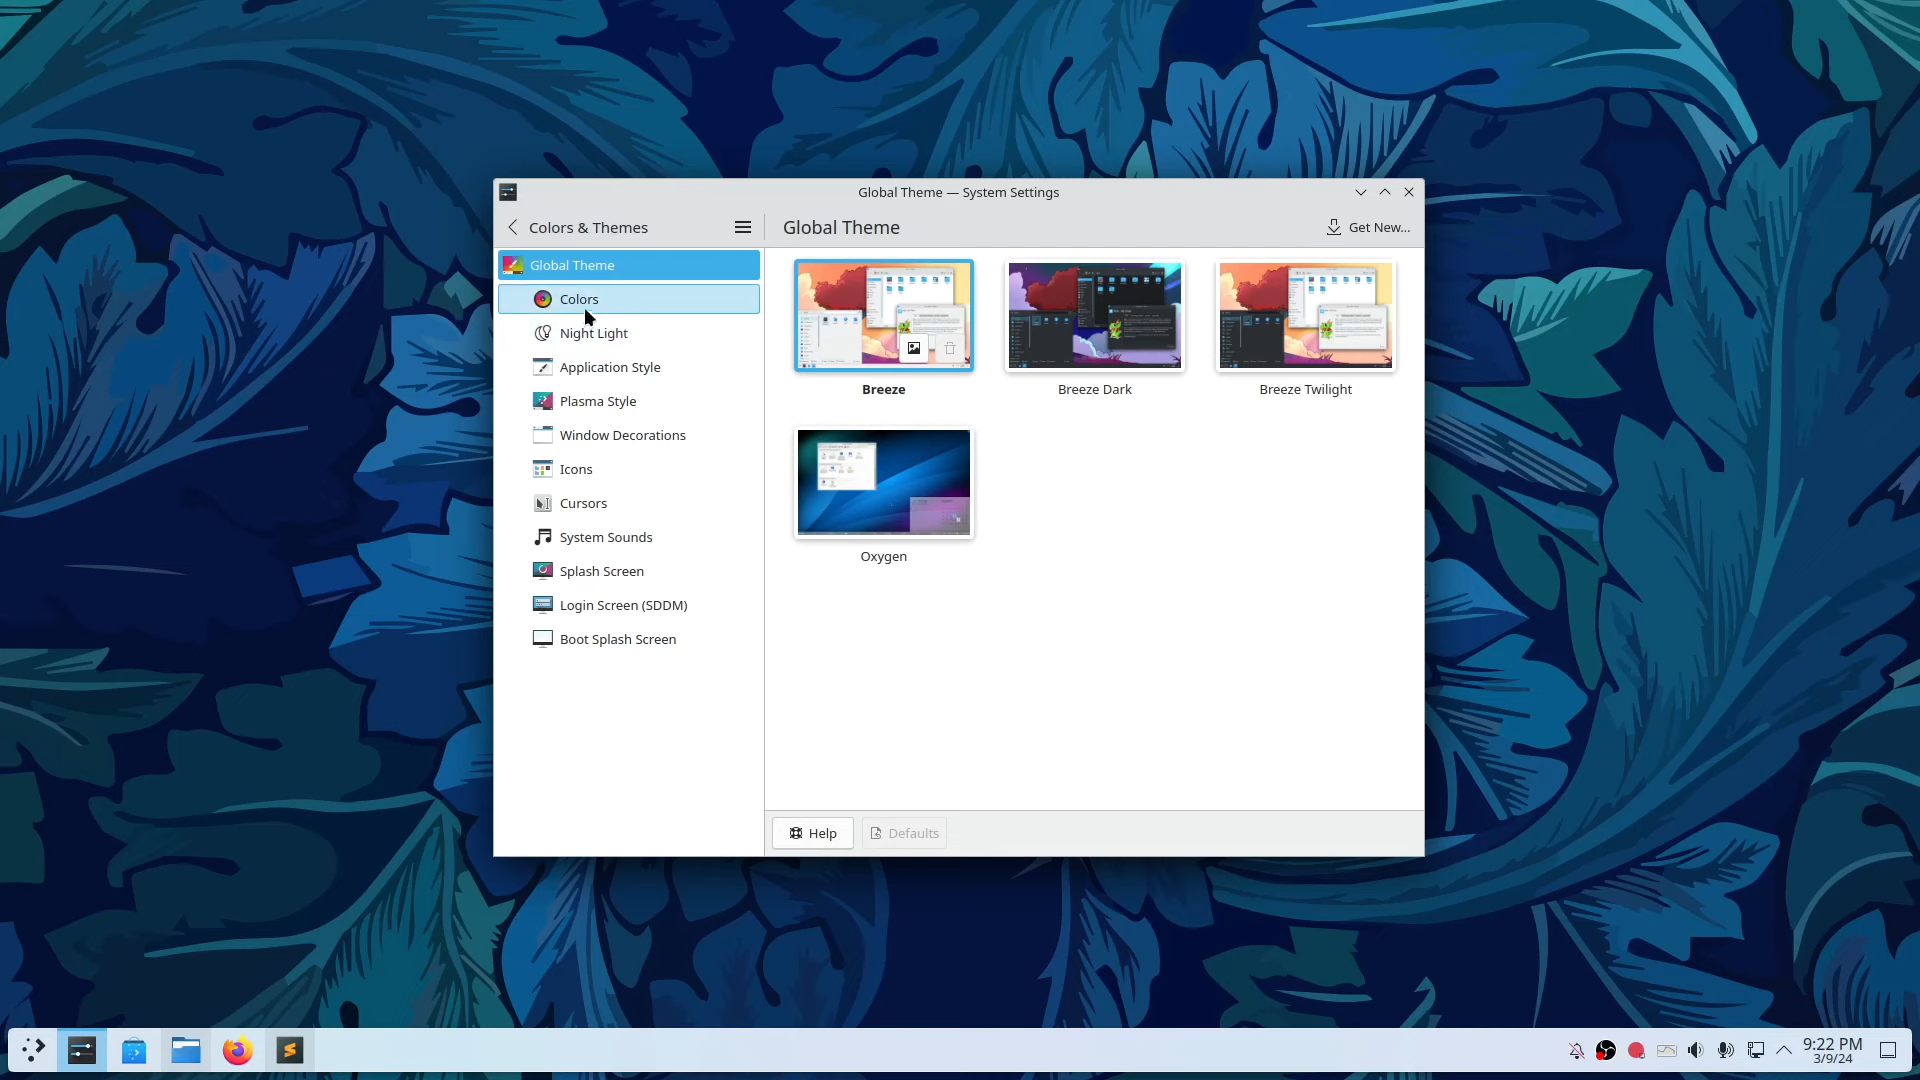 Global Theme — System Settings
Colors & Themes
Global Theme
Get New...
Global Theme
Colors
Night Light
Application Style
Plasma Style
Window Decorations
Icons
Cursors
System Sounds
Splash Screen
Login Screen (SDDM)
Boot Splash Screen
Breeze
Breeze Dark
Breeze Twilight
Oxygen
Help
Defaults
9:22 PM
3/9/24